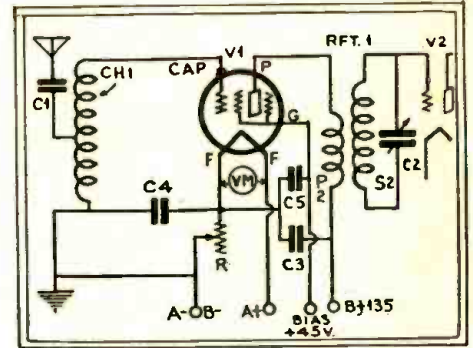 V1
RFT. 1
V2
CH1
CAP
P
C1
G
C2
S2
F
F
VM
C4
C5
P2
C3
R
A-
B-
A+
BIAS
+45V.
B+135